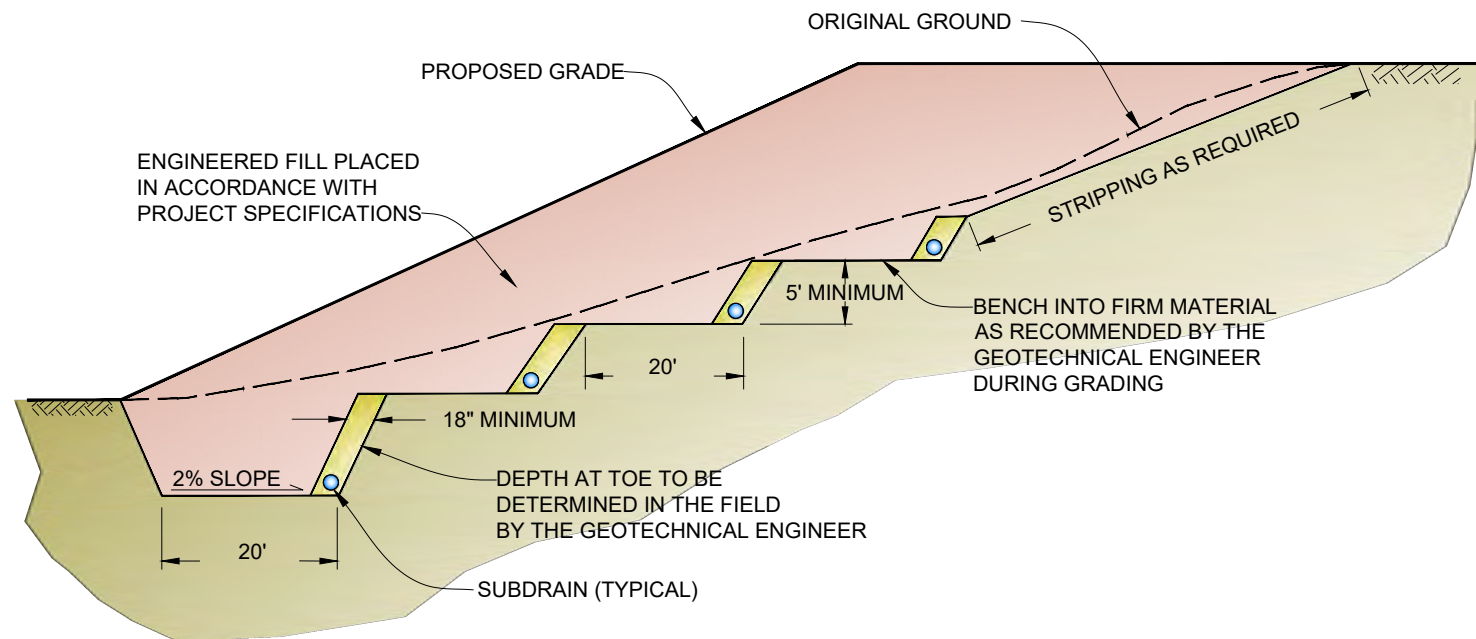 ORIGINAL GROUND
PROPOSED GRADE
ENGINEERED FILL PLACED
IN ACCORDANCE WITH
PROJECT SPECIFICATIONS
STRIPPING AS REQUIRED
5' MINIMUM
BENCH INTO FIRM MATERIAL
AS RECOMMENDED BY THE
GEOTECHNICAL ENGINEER
DURING GRADING
20'
18" MINIMUM
2% SLOPE
DEPTH AT TOE TO BE
DETERMINED IN THE FIELD
BY THE GEOTECHNICAL ENGINEER
20'
SUBDRAIN (TYPICAL)